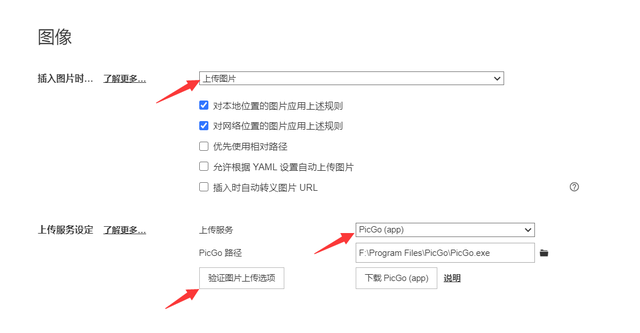 图像
插入图片时... 了解更多... 上传图片
对本地位置的图片应用上述规则
对网络位置的图片应用上述规则
优先使用相对路径
允许根据 YAML 设置自动上传图片
插入时自动转义图片 URL
上传服务设定 了解更多... 上传服务 PicGo (app)
PicGo 路径 F:\Program Files\PicGo\PicGo.exe
验证图片上传选项 下载 PicGo (app) 说明